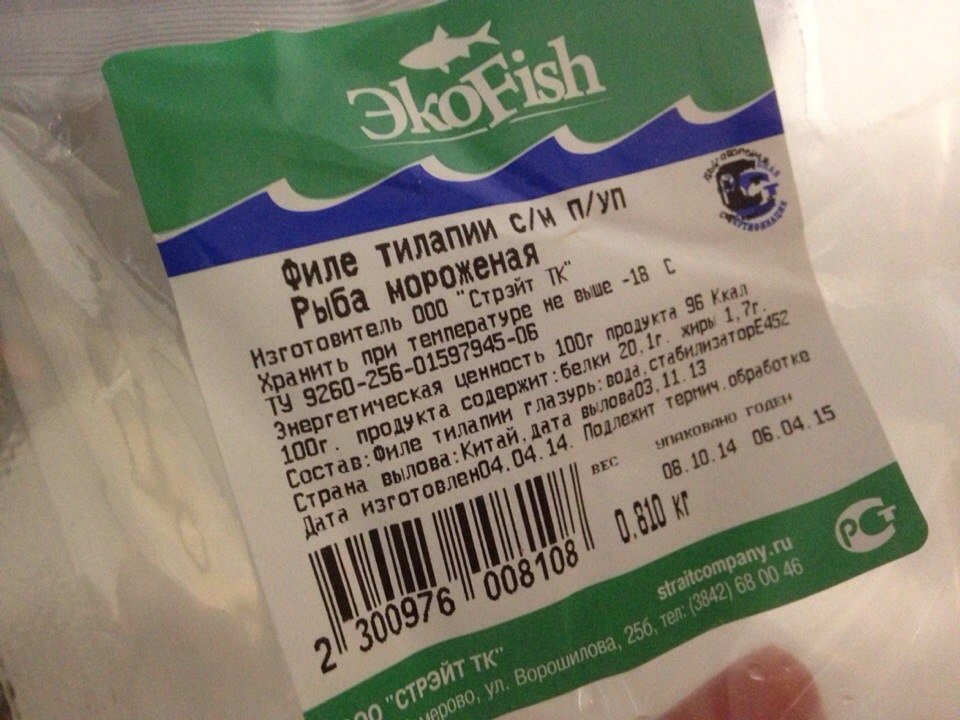 ЭкоFish
Филе тилапии с/м п/уп
Рыба мороженая
Изготовитель ООО "Стрэйт ТК"
Хранить при температуре не выше -18 С
ТУ 9260-256-01597945-06
Энергетическая ценность 100г продукта 96 Ккал
100г. продукта содержит:белки 20,1г. жиры 1,7г.
Состав:Филе тилапии глазурь:вода,стабилизаторЕ452
Страна вылова:Китай,дата вылова03.11.13
Дата изготовлен04.04.14. Подлежит термич.обработке
ВЕС УПАКОВАНО ГОДЕН
0.810 кг 08.10.14 06.04.15
2 300976 008108
РСТ
straitcompany.ru
"СТРЭЙТ ТК"
ул. Ворошилова, 25б, тел: (3842) 68 00 46